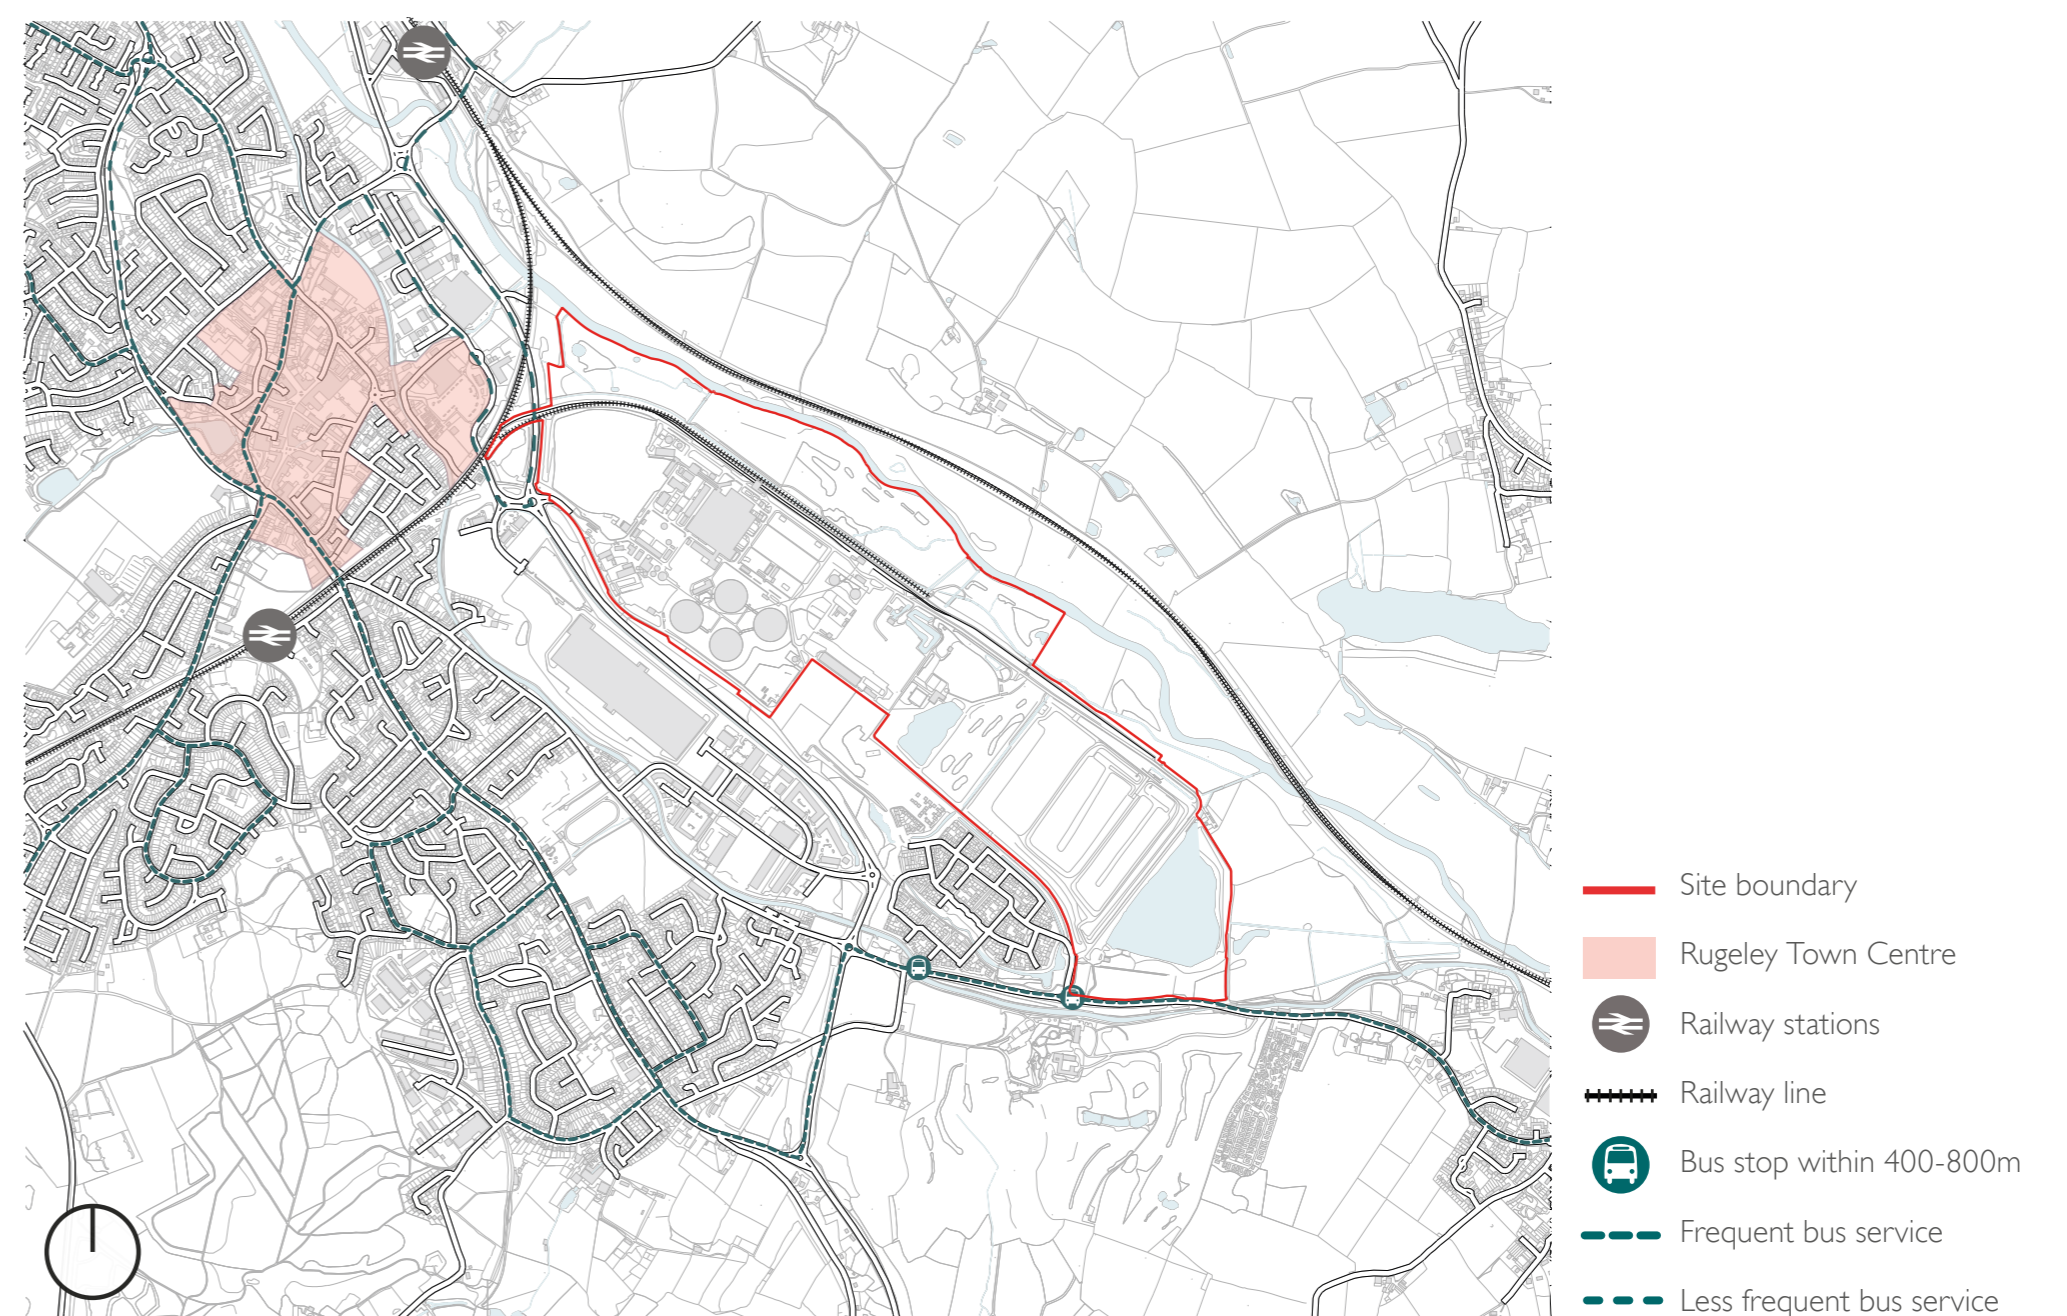 Site boundary
Rugeley Town Centre
Railway stations
Railway line
Bus stop within 400-800m
Frequent bus service
Less frequent bus service